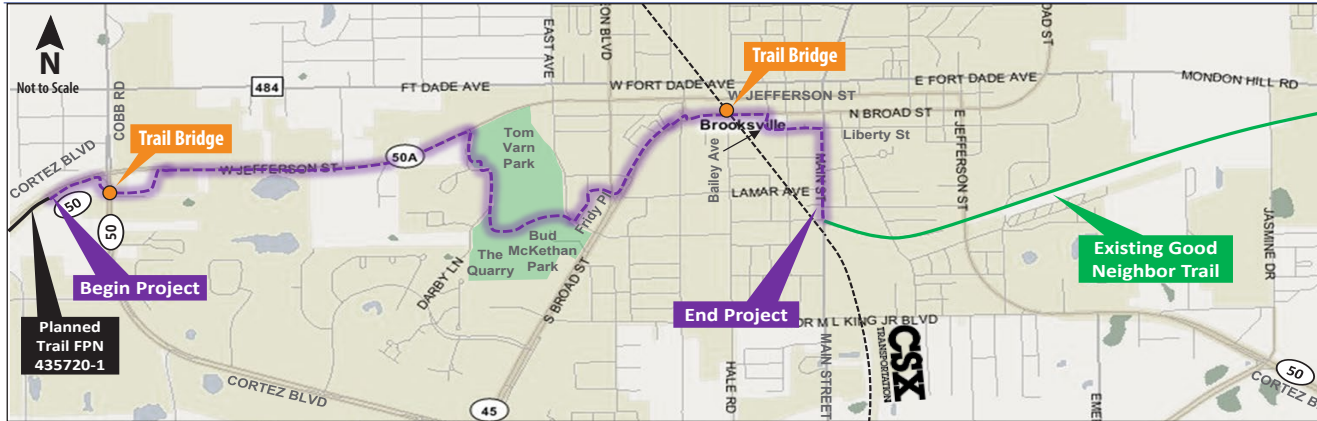 N
Not to Scale
COBB RD
484
FT DADE AVE
EAST AVE
ON BLVD
W FORT DADE AVE
Trail Bridge
W JEFFERSON ST
E FORT DADE AVE
OAD ST
MONDON HILL RD
N BROAD ST
Brooksville
Liberty St
Bailey Ave
E JEFFERSON ST
Tom
Varn
Park
Trail Bridge
CORTEZ BLVD
W JEFFERSON ST
50A
50
50
LAMAR AVE
MAIN ST
Fridy Pl
Bud
McKethan
Park
The
Quarry
DARBY LN
S BROAD ST
Begin Project
Planned
Trail FPN
435720-1
End Project
Existing Good
Neighbor Trail
JASMINE DR
DR M L KING JR BLVD
CSX
TRANSPORTATION
HALE RD
MAIN STREET
CORTEZ BLVD
45
EME
50
CORTEZ B